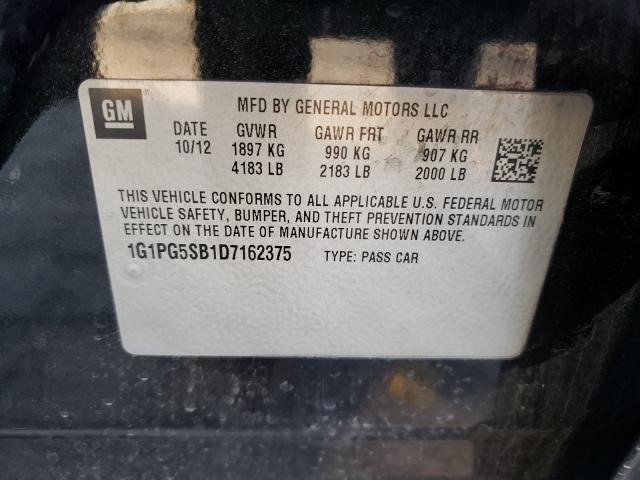 GM
MFD BY GENERAL MOTORS LLC
DATE GVWR GAWR FRT GAWR RR
10/12 1897 KG 990 KG 907 KG
4183 LB 2183 LB 2000 LB
THIS VEHICLE CONFORMS TO ALL APPLICABLE U.S. FEDERAL MOTOR
VEHICLE SAFETY, BUMPER, AND THEFT PREVENTION STANDARDS IN
EFFECT ON THE DATE OF MANUFACTURE SHOWN ABOVE.
1G1PG5SB1D7162375 TYPE: PASS CAR